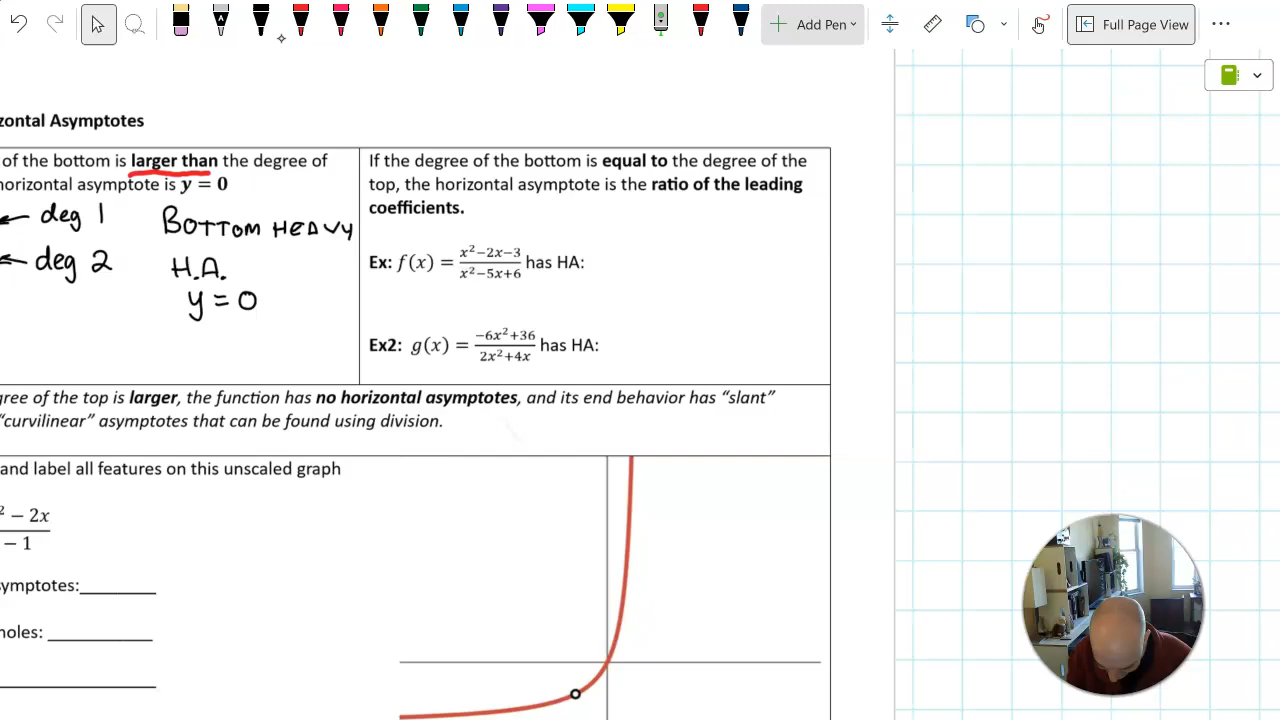 Add Pen
Full Page View
zontal Asymptotes
of the bottom is larger than the degree of
horizontal asymptote is y = 0
← deg 1 BOTTOM HEAVY
← deg 2 H.A.
y = 0
If the degree of the bottom is equal to the degree of the
top, the horizontal asymptote is the ratio of the leading
coefficients.
Ex: f(x) = x²−2x−3 / x²−5x+6 has HA:
Ex2: g(x) = −6x²+36 / 2x²+4x has HA:
gree of the top is larger, the function has no horizontal asymptotes, and its end behavior has “slant”
“curvilinear” asymptotes that can be found using division.
and label all features on this unscaled graph
² − 2x
− 1
symptotes:
holes: